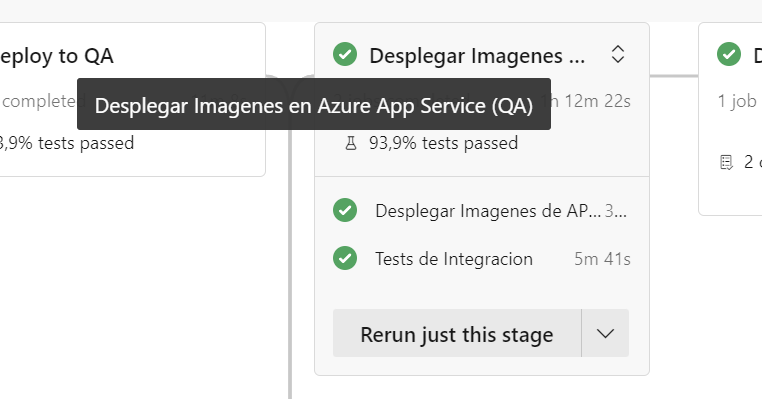 eploy to QA
Desplegar Imagenes ...
completed
Desplegar Imagenes en Azure App Service (QA)
h 12m 22s
1 job
3,9% tests passed
93,9% tests passed
2
Desplegar Imagenes de AP... 3...
Tests de Integracion 5m 41s
Rerun just this stage